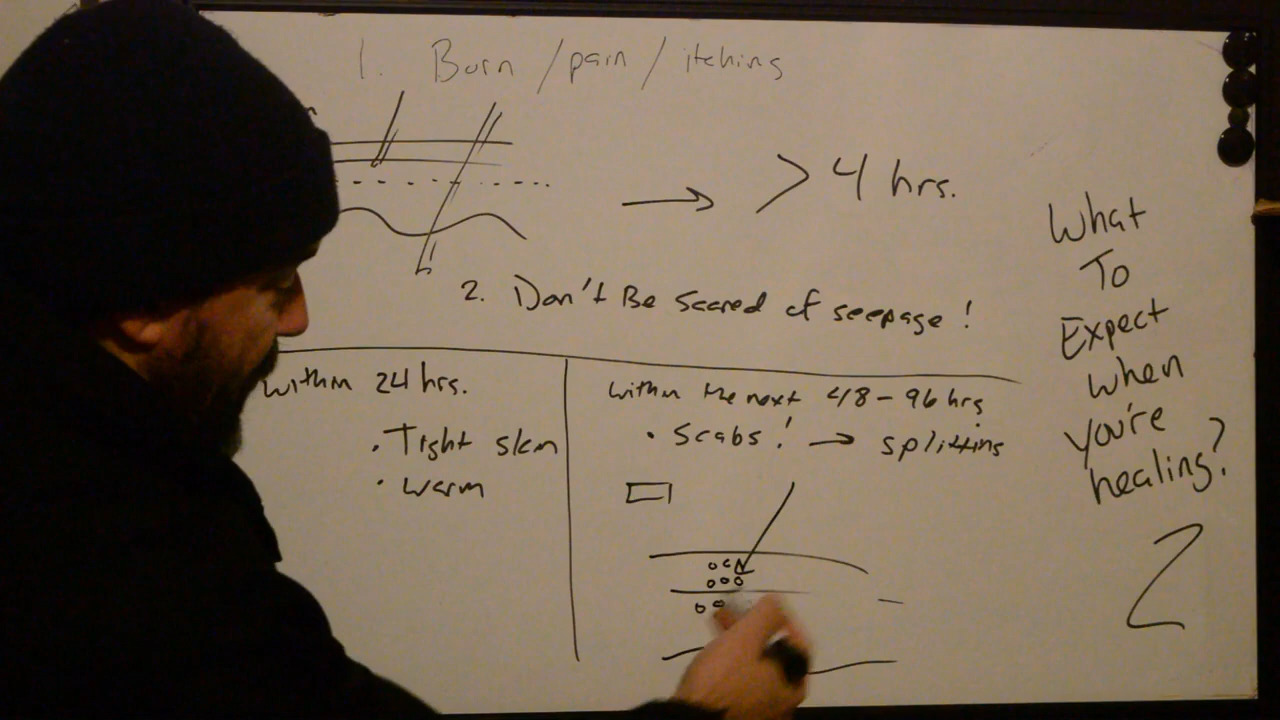 1. Burn / pain / itching
> 4 hrs.
2. Don't Be Scared of seepage!
within 24 hrs.
• Tight skin
• warm
within the next 48-96 hrs
• Scabs! → splitting
What
To
Expect
when
you're
healing?
2